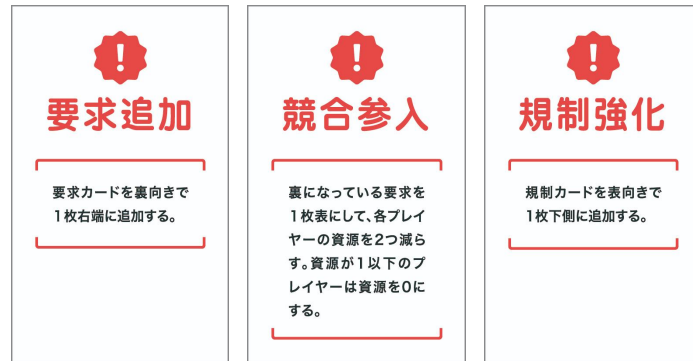 要求追加
要求カードを裏向きで
1枚右端に追加する。
競合参入
裏になっている要求を
1枚表にして、各プレイ
ヤーの資源を2つ減ら
す。資源が1以下のプ
レイヤーは資源を0に
する。
規制強化
規制カードを表向きで
1枚下側に追加する。